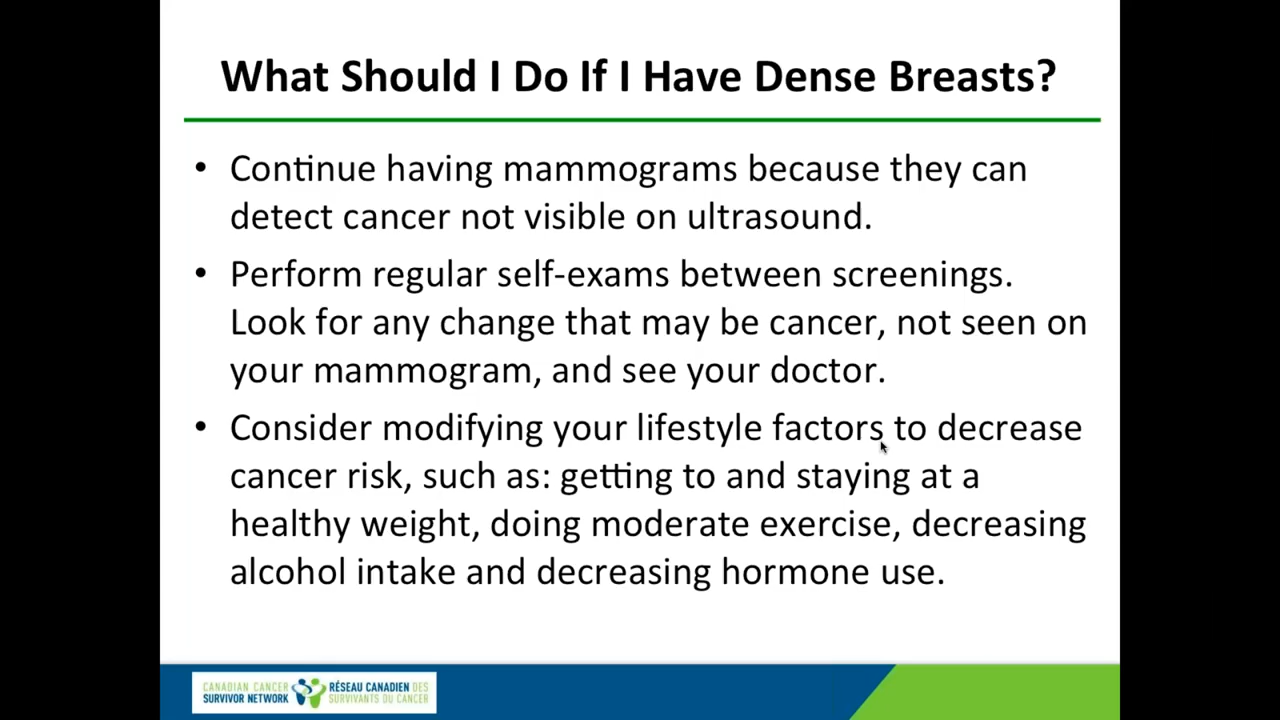 What Should I Do If I Have Dense Breasts?
• Continue having mammograms because they can
detect cancer not visible on ultrasound.
• Perform regular self-exams between screenings.
Look for any change that may be cancer, not seen on
your mammogram, and see your doctor.
• Consider modifying your lifestyle factors to decrease
cancer risk, such as: getting to and staying at a
healthy weight, doing moderate exercise, decreasing
alcohol intake and decreasing hormone use.
CANADIAN CANCER
SURVIVOR NETWORK
RÉSEAU CANADIEN DES
SURVIVANTS DU CANCER